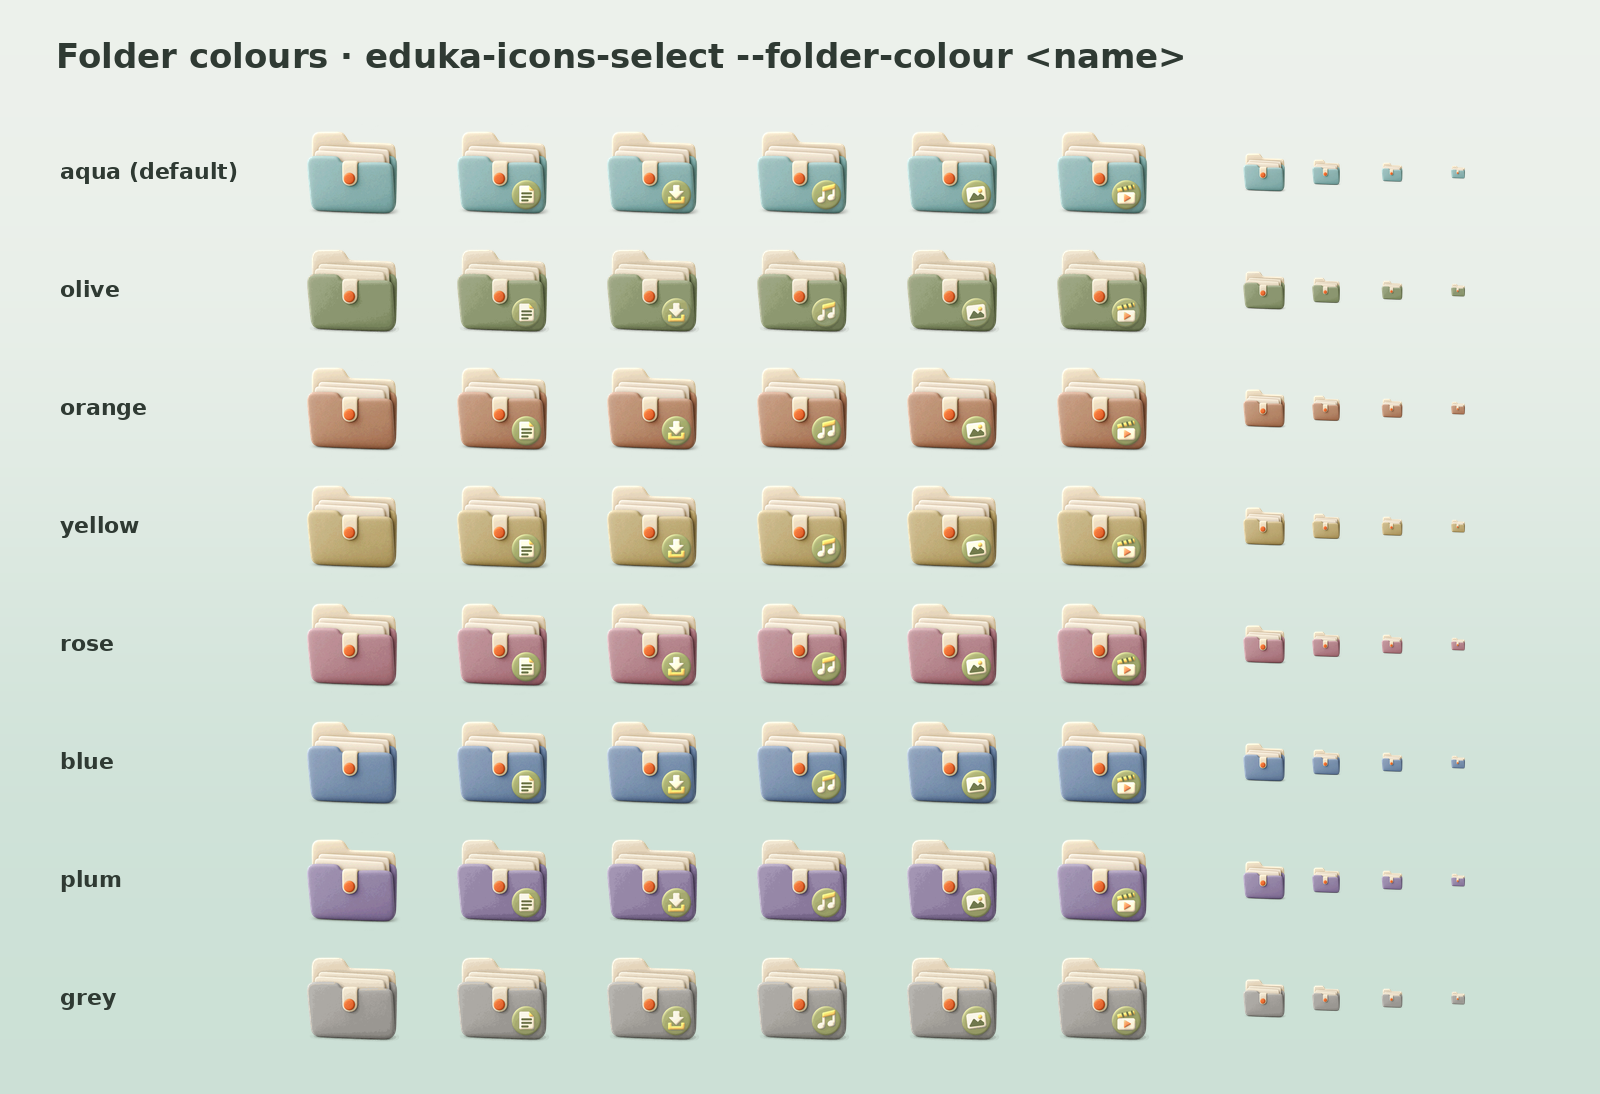 Folder colours · eduka-icons-select --folder-colour <name>
aqua (default)
olive
orange
yellow
rose
blue
plum
grey